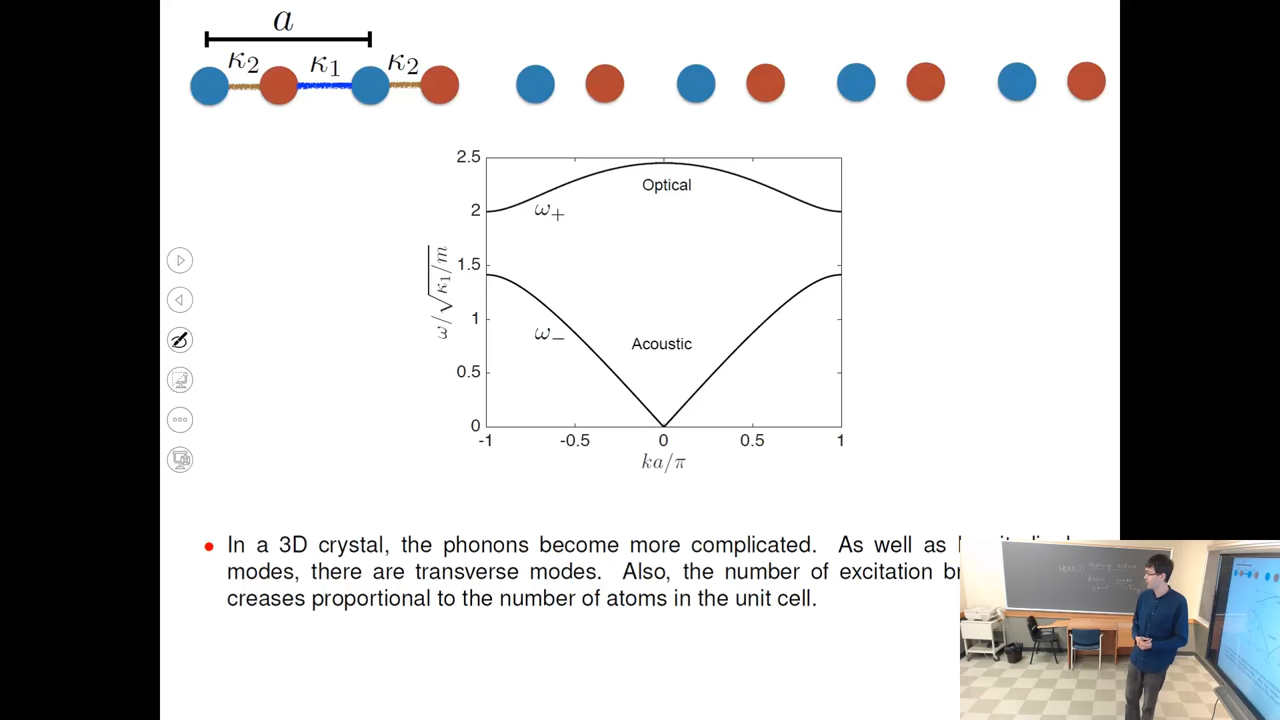 a
κ₂ κ₁ κ₂
2.5
2
1.5
1
0.5
0
ω/√κ₁/m
Optical
ω₊
ω₋
Acoustic
-1 -0.5 0 0.5 1
ka/π
In a 3D crystal, the phonons become more complicated. As well as
modes, there are transverse modes. Also, the number of excitation
creases proportional to the number of atoms in the unit cell.